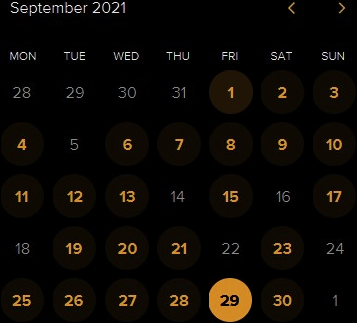 September 2021
MON TUE WED THU FRI SAT SUN
28 29 30 31 1 2 3
4 5 6 7 8 9 10
11 12 13 14 15 16 17
18 19 20 21 22 23 24
25 26 27 28 29 30 1